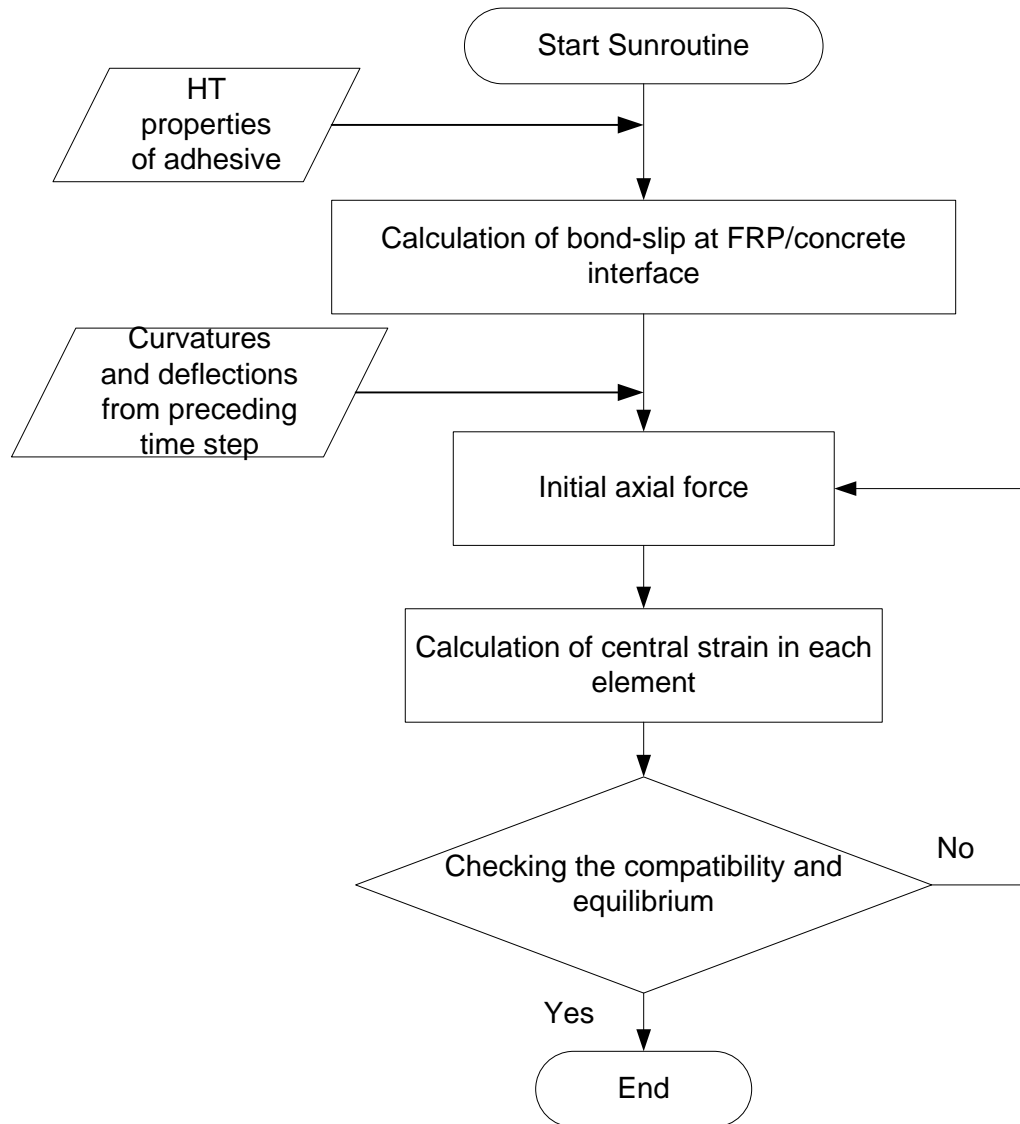 Start Sunroutine
HT
properties
of adhesive
Calculation of bond-slip at FRP/concrete
interface
Curvatures
and deflections
from preceding
time step
Initial axial force
Calculation of central strain in each
element
Checking the compatibility and
equilibrium
No
Yes
End